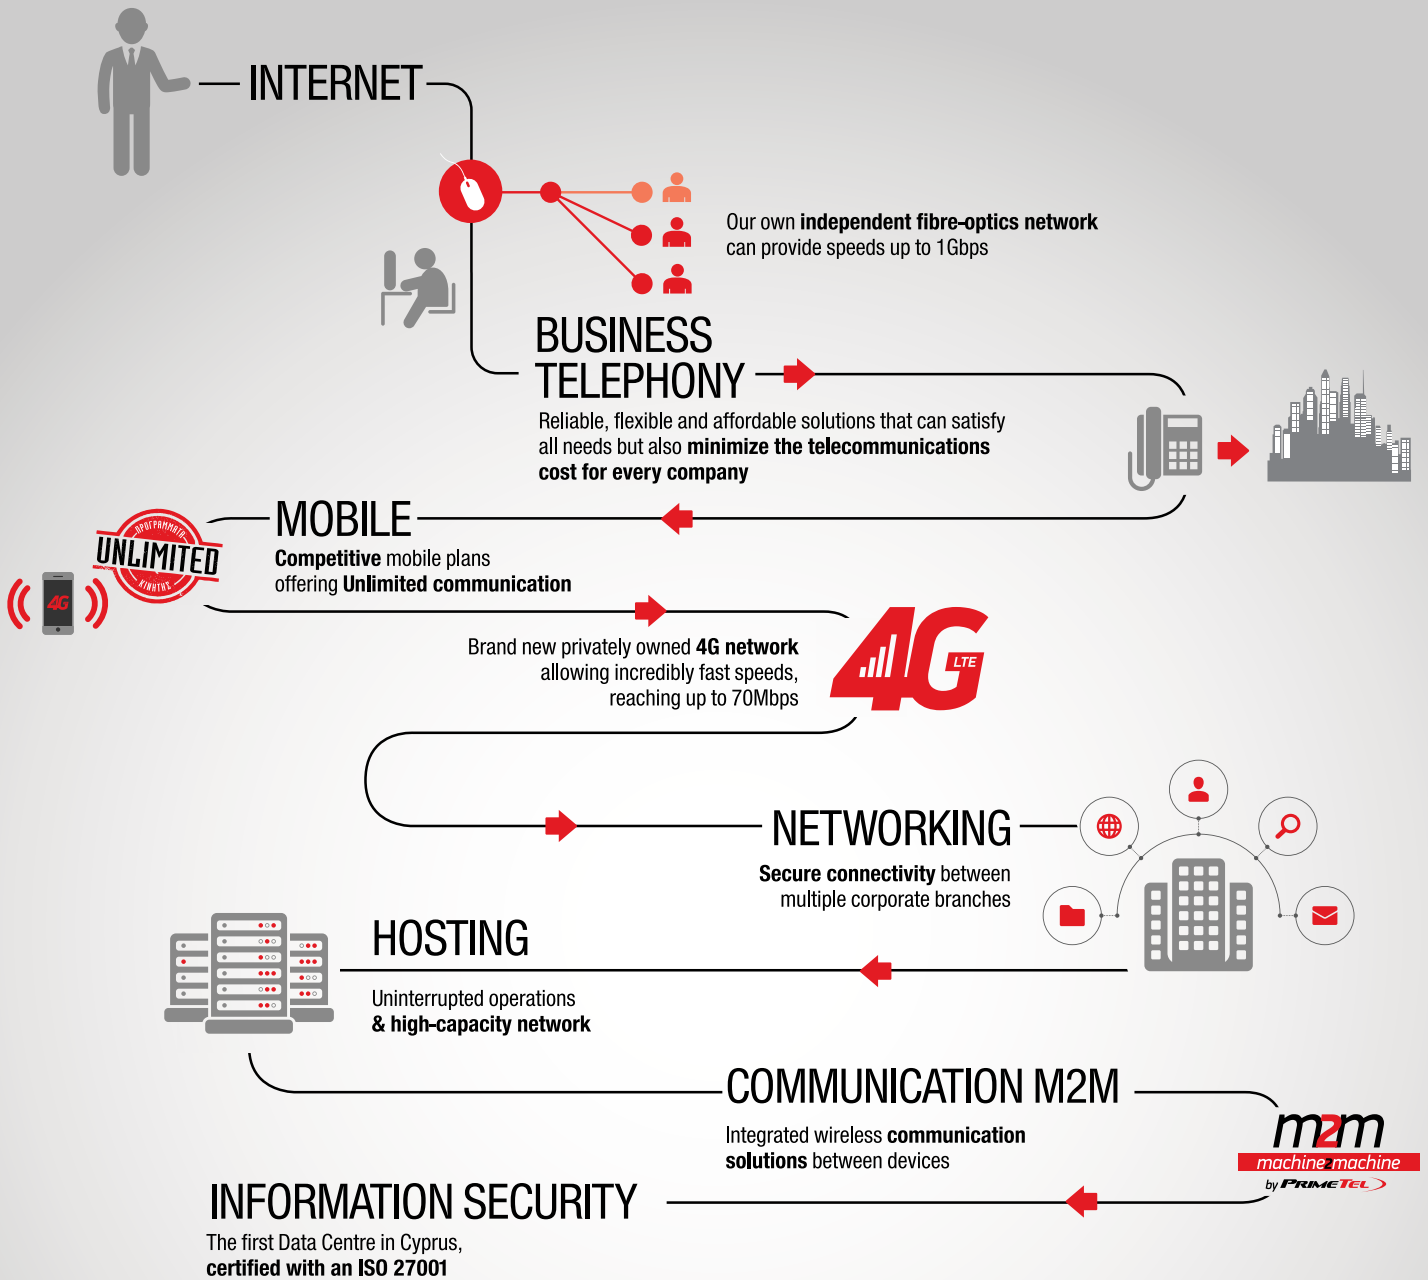 INTERNET
Our own independent fibre-optics network
can provide speeds up to 1Gbps
BUSINESS
TELEPHONY
Reliable, flexible and affordable solutions that can satisfy
all needs but also minimize the telecommunications
cost for every company
MOBILE
Competitive mobile plans
offering Unlimited communication
ΠΡΟΓΡΑΜΜΑΤΑ
UNLIMITED
ΚΙΝΗΤΗΣ
4G
Brand new privately owned 4G network
allowing incredibly fast speeds,
reaching up to 70Mbps
4G
LTE
NETWORKING
Secure connectivity between
multiple corporate branches
HOSTING
Uninterrupted operations
& high-capacity network
COMMUNICATION M2M
Integrated wireless communication
solutions between devices
m2m
machine2machine
by PRIMETEL
INFORMATION SECURITY
The first Data Centre in Cyprus,
certified with an ISO 27001